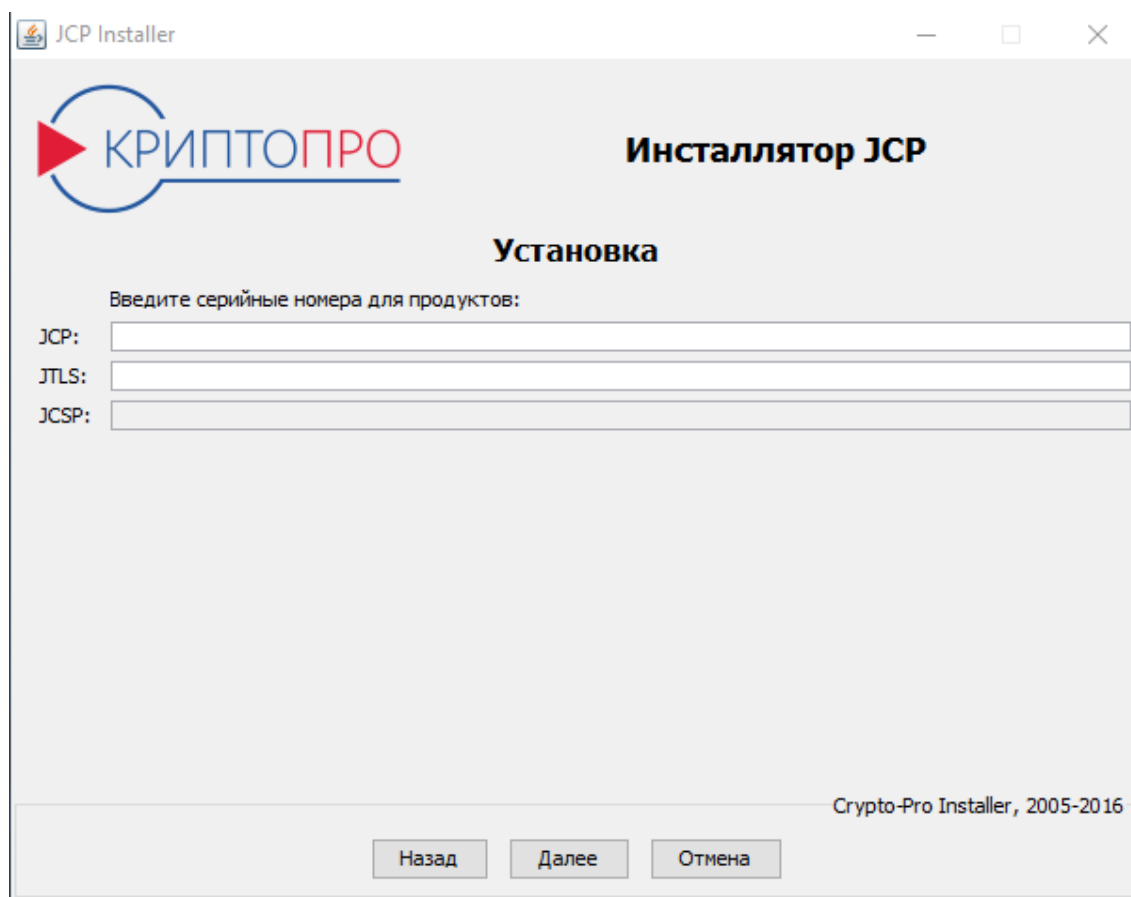 JCP Installer
КРИПТОПРО
Инсталлятор JCP
Установка
Введите серийные номера для продуктов:
JCP:
JTLS:
JCSP:
Crypto-Pro Installer, 2005-2016
Назад Далее Отмена